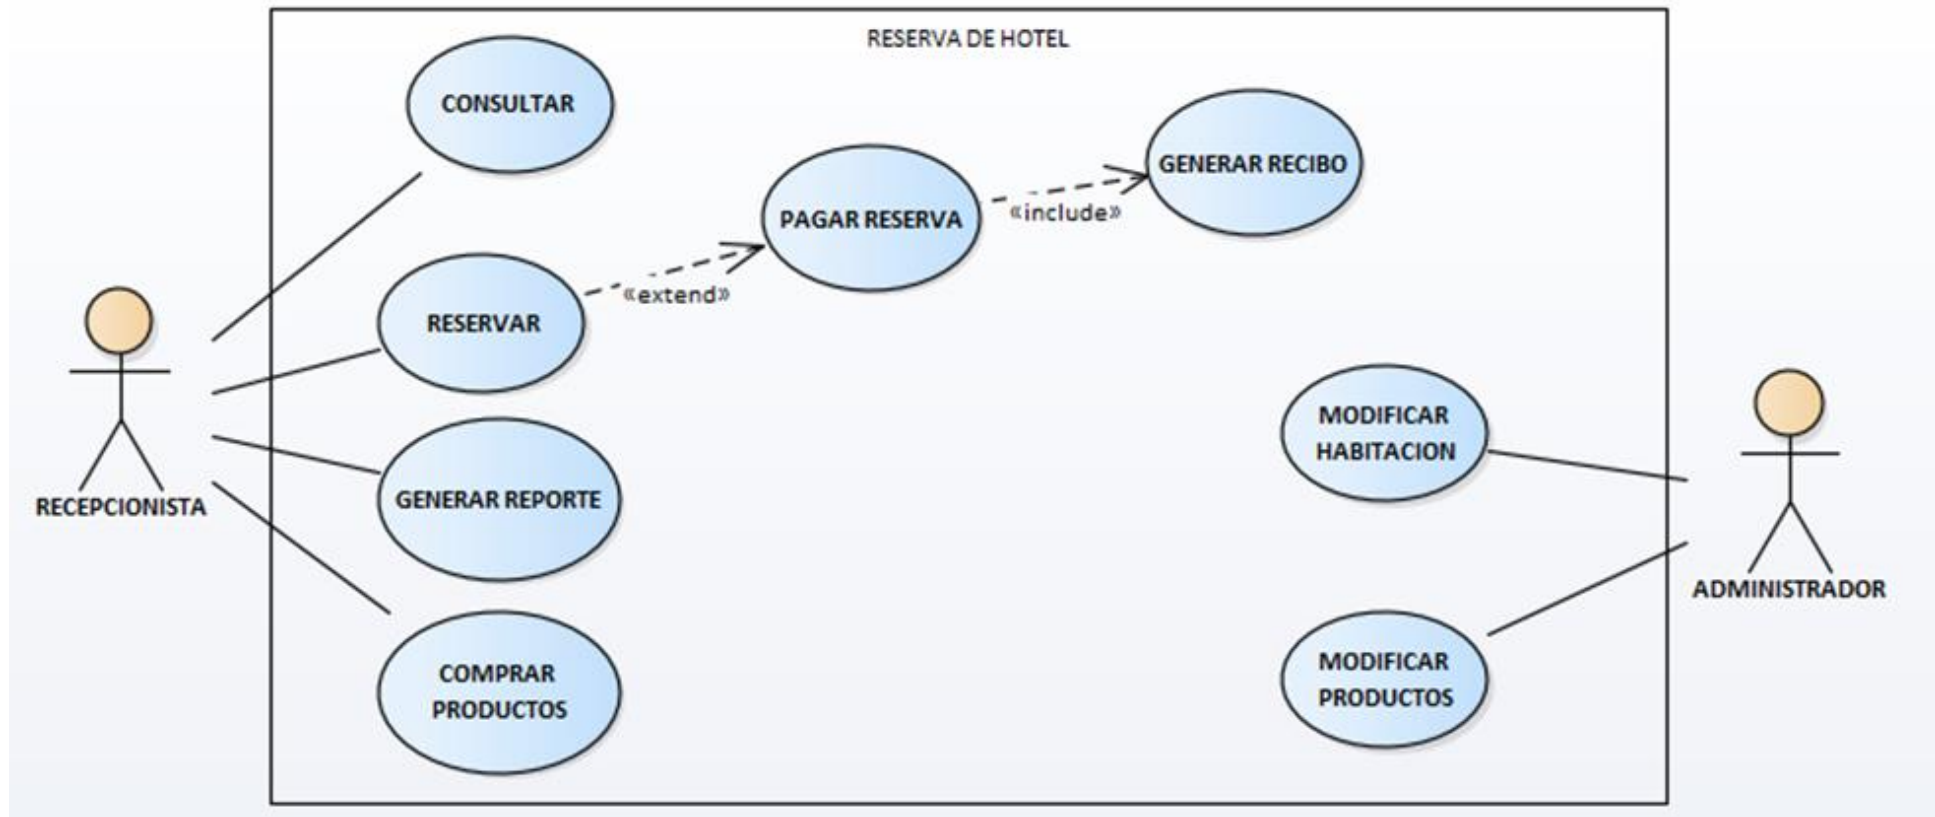 RESERVA DE HOTEL
CONSULTAR
GENERAR RECIBO
PAGAR RESERVA
«include»
«extend»
RESERVAR
MODIFICAR
HABITACION
GENERAR REPORTE
RECEPCIONISTA
ADMINISTRADOR
COMPRAR
PRODUCTOS
MODIFICAR
PRODUCTOS